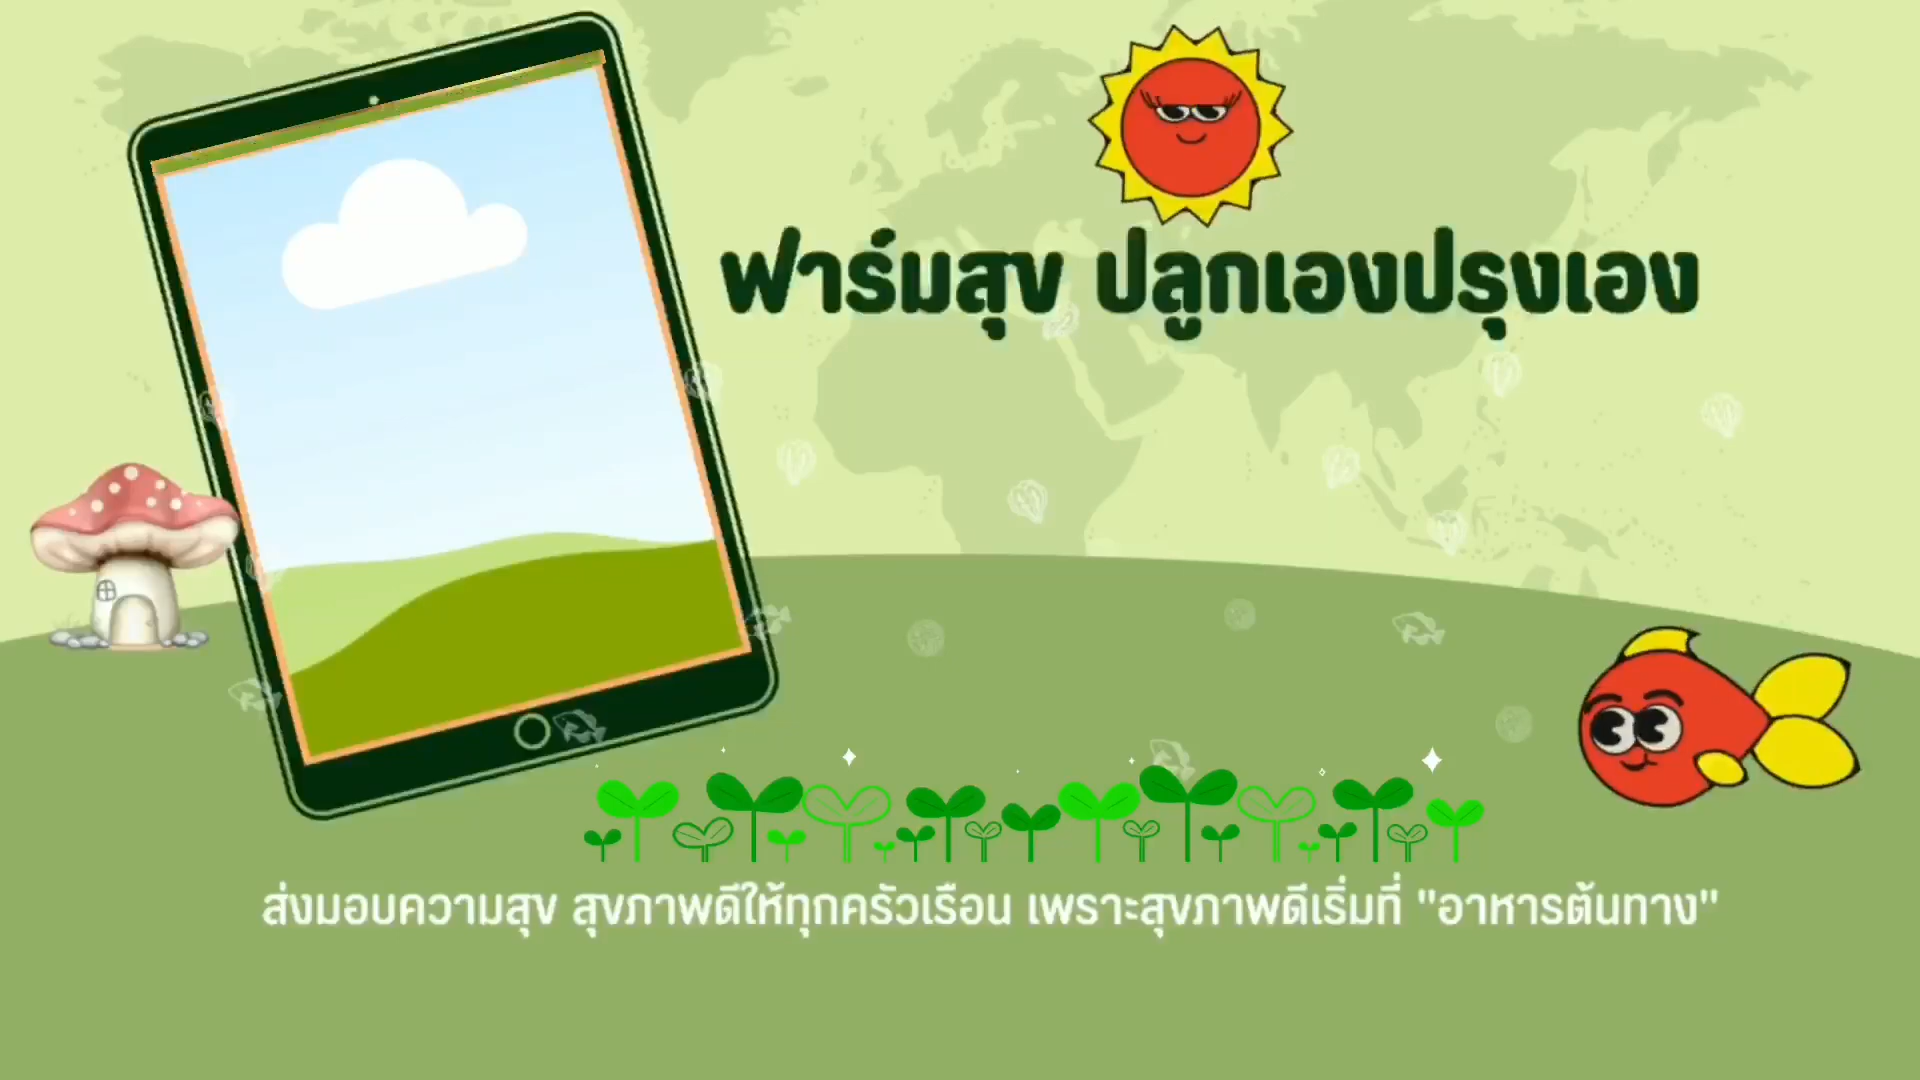 ฟาร์มสุข ปลูกเองปรุงเอง
ส่งมอบความสุข สุขภาพดีให้ทุกครัวเรือน เพราะสุขภาพดีเริ่มที่ "อาหารต้นทาง"